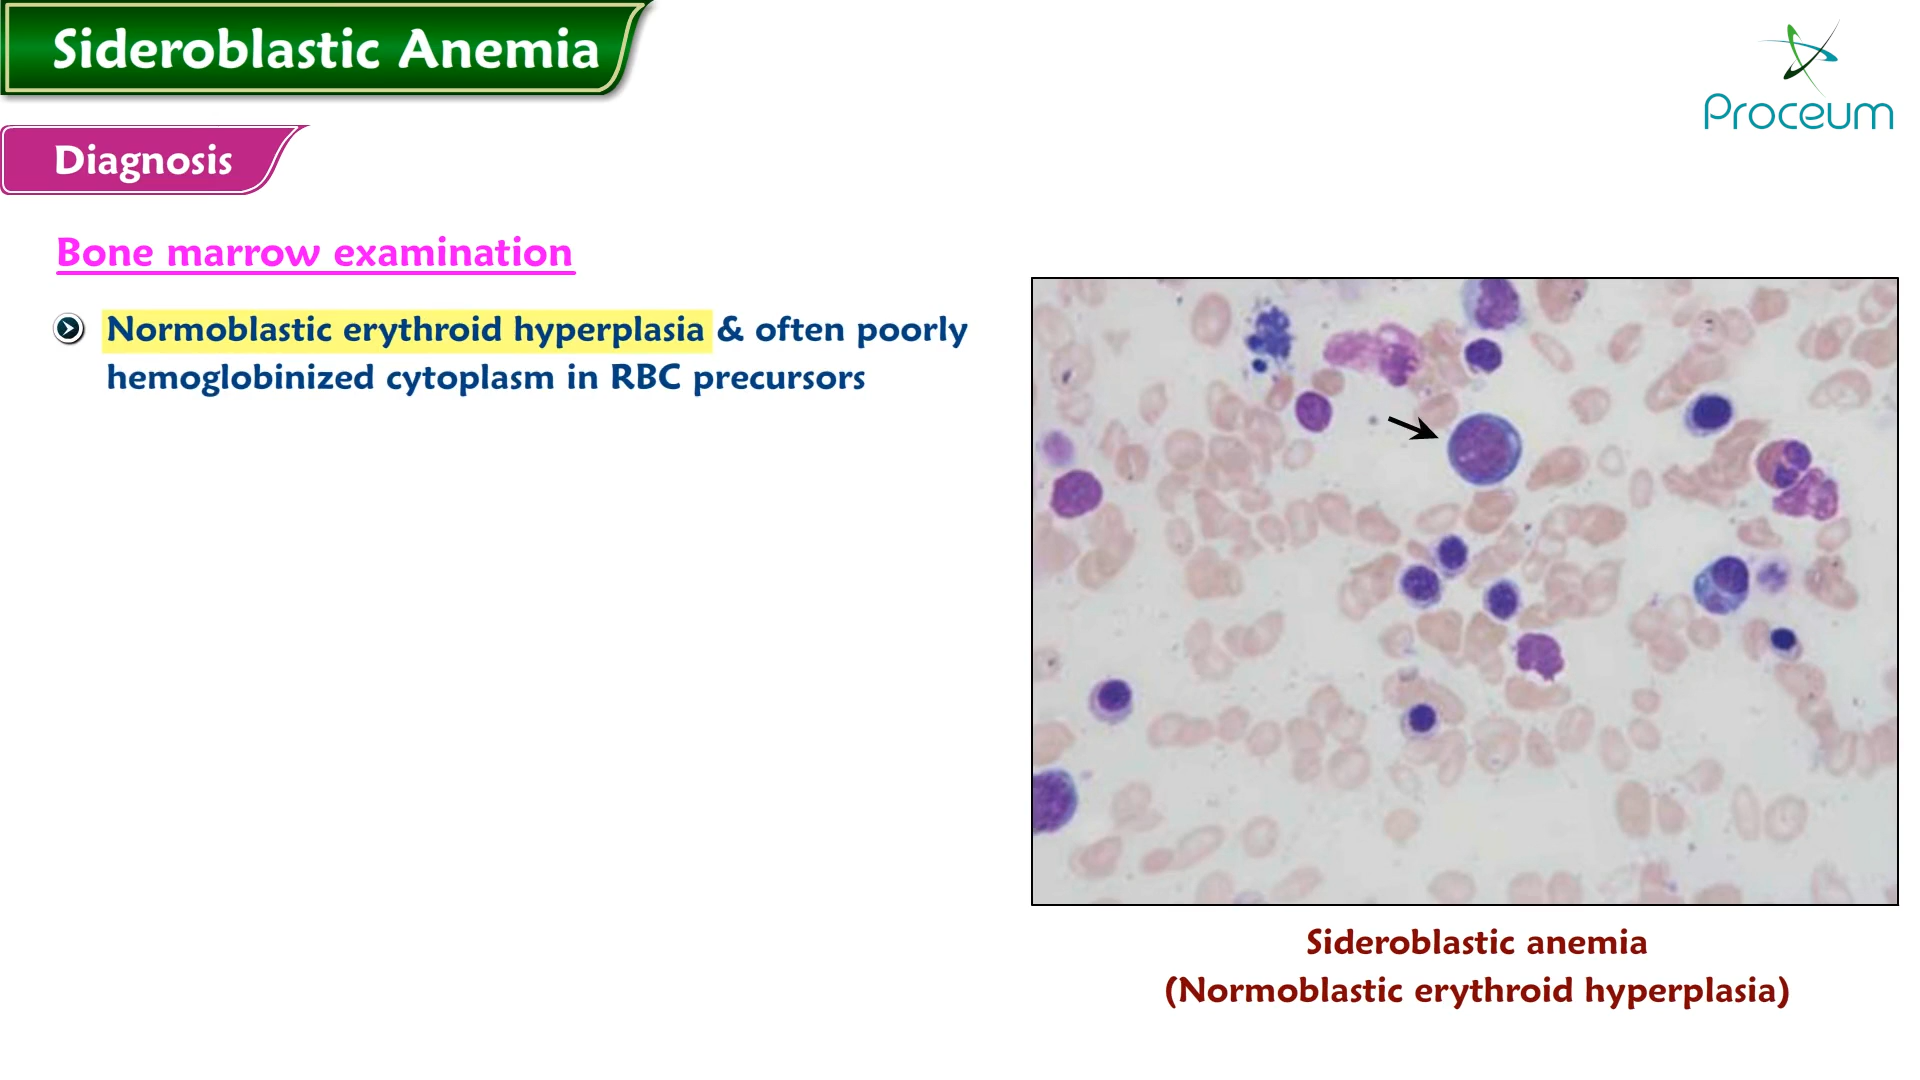 Sideroblastic Anemia
Proceum
Diagnosis
Bone marrow examination
Normoblastic erythroid hyperplasia & often poorly
hemoglobinized cytoplasm in RBC precursors
Sideroblastic anemia
(Normoblastic erythroid hyperplasia)